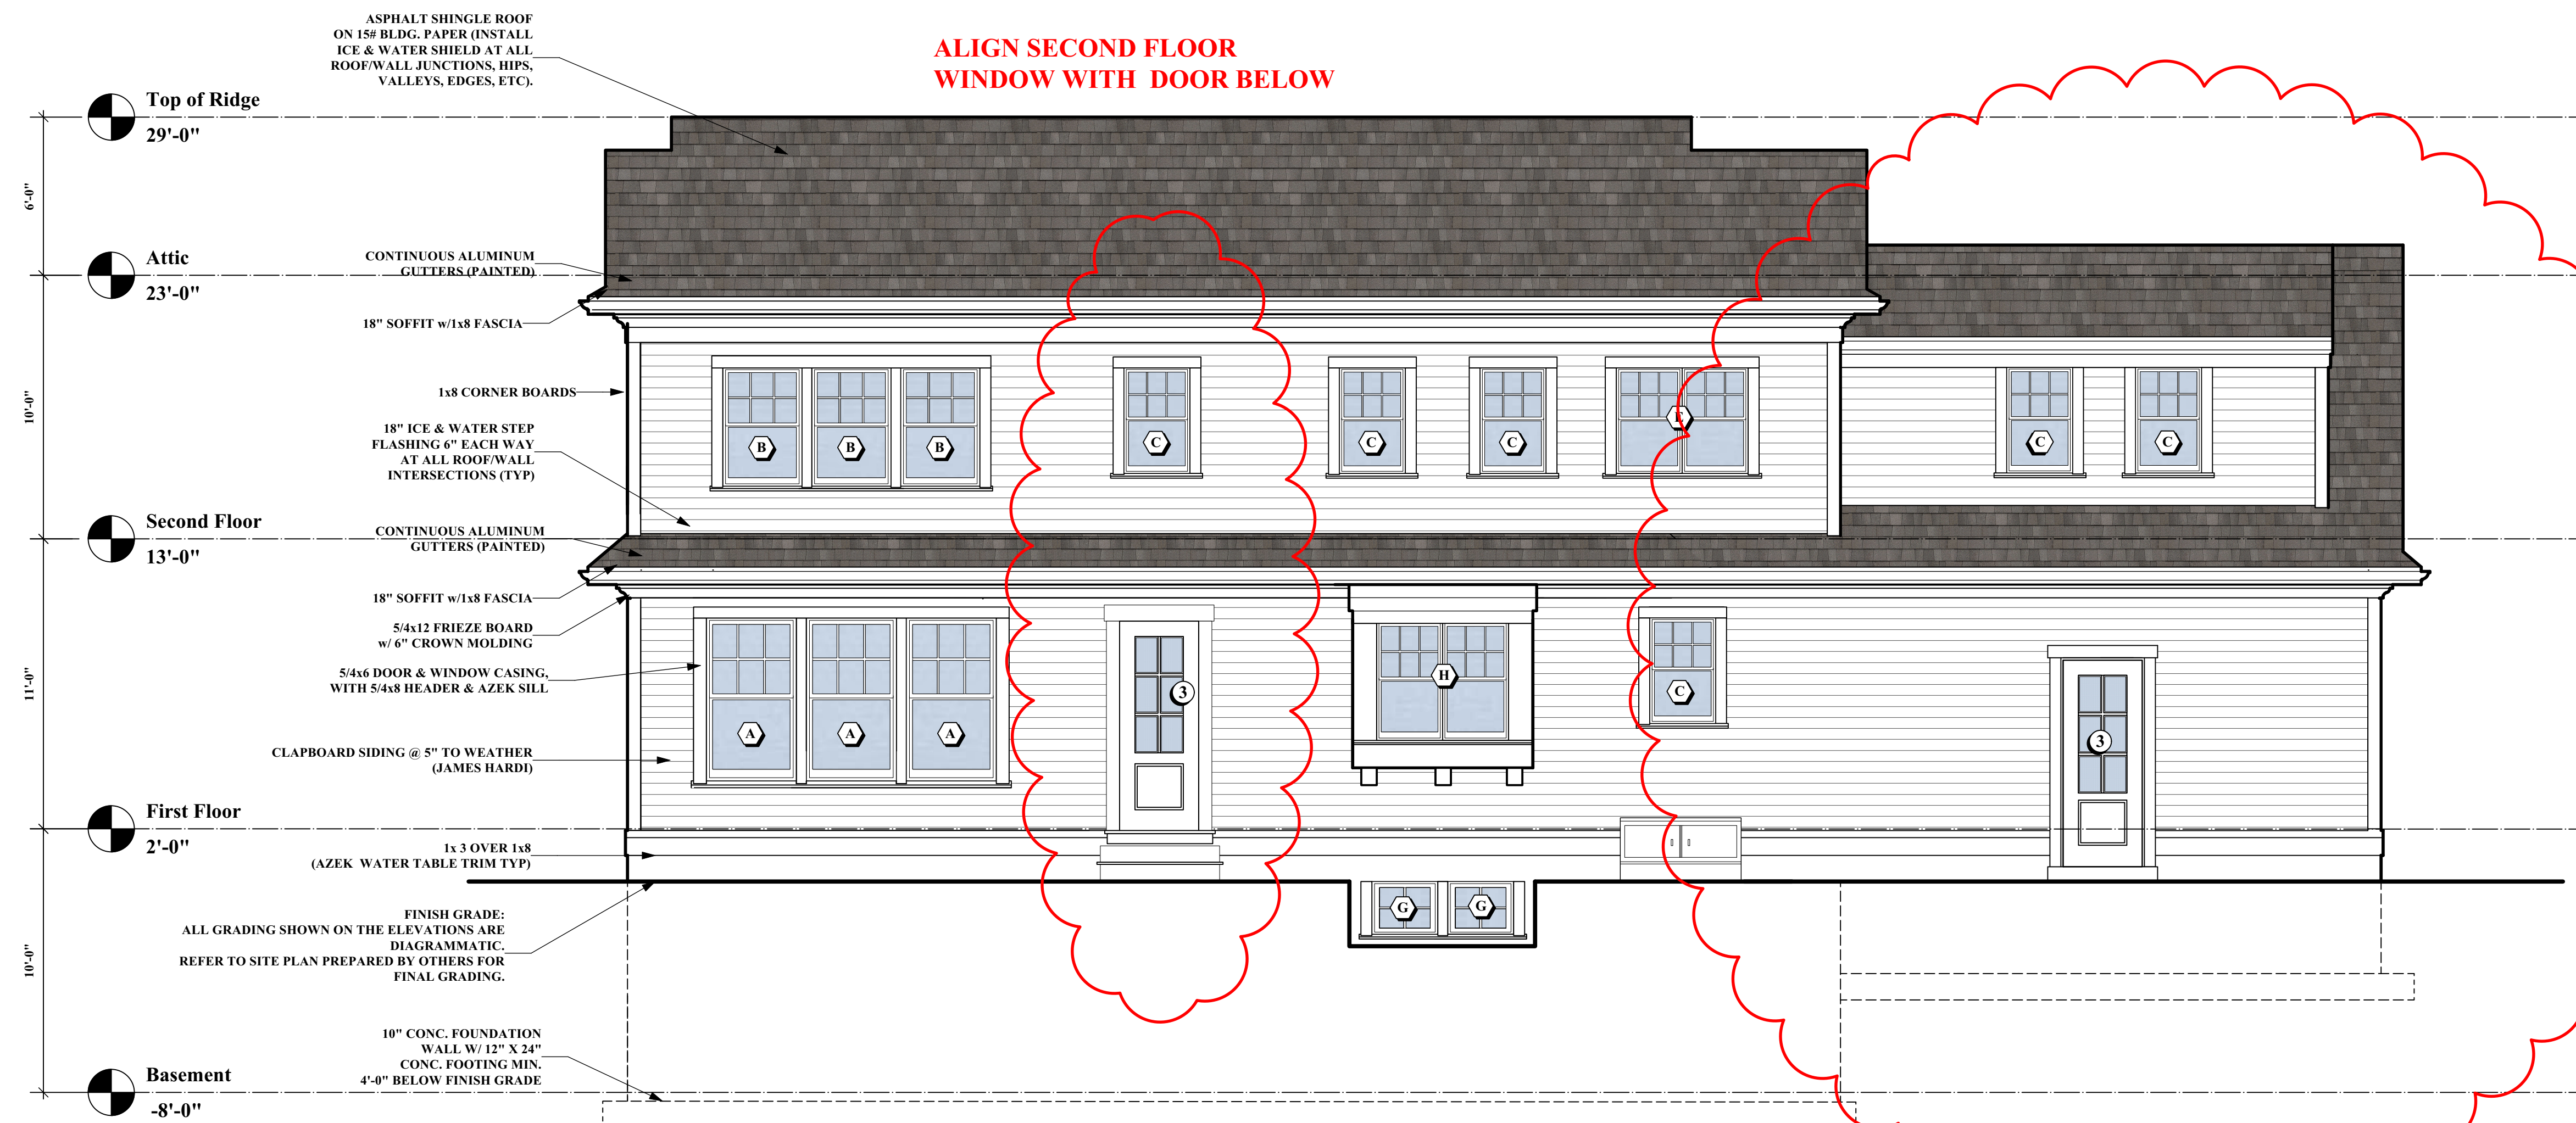 ASPHALT SHINGLE ROOF
ON 15# BLDG. PAPER (INSTALL
ICE & WATER SHIELD AT ALL
ROOF/WALL JUNCTIONS, HIPS,
VALLEYS, EDGES, ETC).
ALIGN SECOND FLOOR
WINDOW WITH DOOR BELOW
Top of Ridge
29'-0"
6'-0"
Attic
23'-0"
CONTINUOUS ALUMINUM
GUTTERS (PAINTED)
18" SOFFIT w/1x8 FASCIA
10'-0"
1x8 CORNER BOARDS
18" ICE & WATER STEP
FLASHING 6" EACH WAY
AT ALL ROOF/WALL
INTERSECTIONS (TYP)
B B B C C C C C
Second Floor
13'-0"
CONTINUOUS ALUMINUM
GUTTERS (PAINTED)
18" SOFFIT w/1x8 FASCIA
5/4x12 FRIEZE BOARD
w/ 6" CROWN MOLDING
11'-0"
5/4x6 DOOR & WINDOW CASING,
WITH 5/4x8 HEADER & AZEK SILL
A A A 3 H C 3
CLAPBOARD SIDING @ 5" TO WEATHER
(JAMES HARDI)
First Floor
2'-0"
1x 3 OVER 1x8
(AZEK WATER TABLE TRIM TYP)
G G
FINISH GRADE:
ALL GRADING SHOWN ON THE ELEVATIONS ARE
DIAGRAMMATIC.
REFER TO SITE PLAN PREPARED BY OTHERS FOR
FINAL GRADING.
10'-0"
10" CONC. FOUNDATION
WALL W/ 12" X 24"
CONC. FOOTING MIN.
4'-0" BELOW FINISH GRADE
Basement
-8'-0"